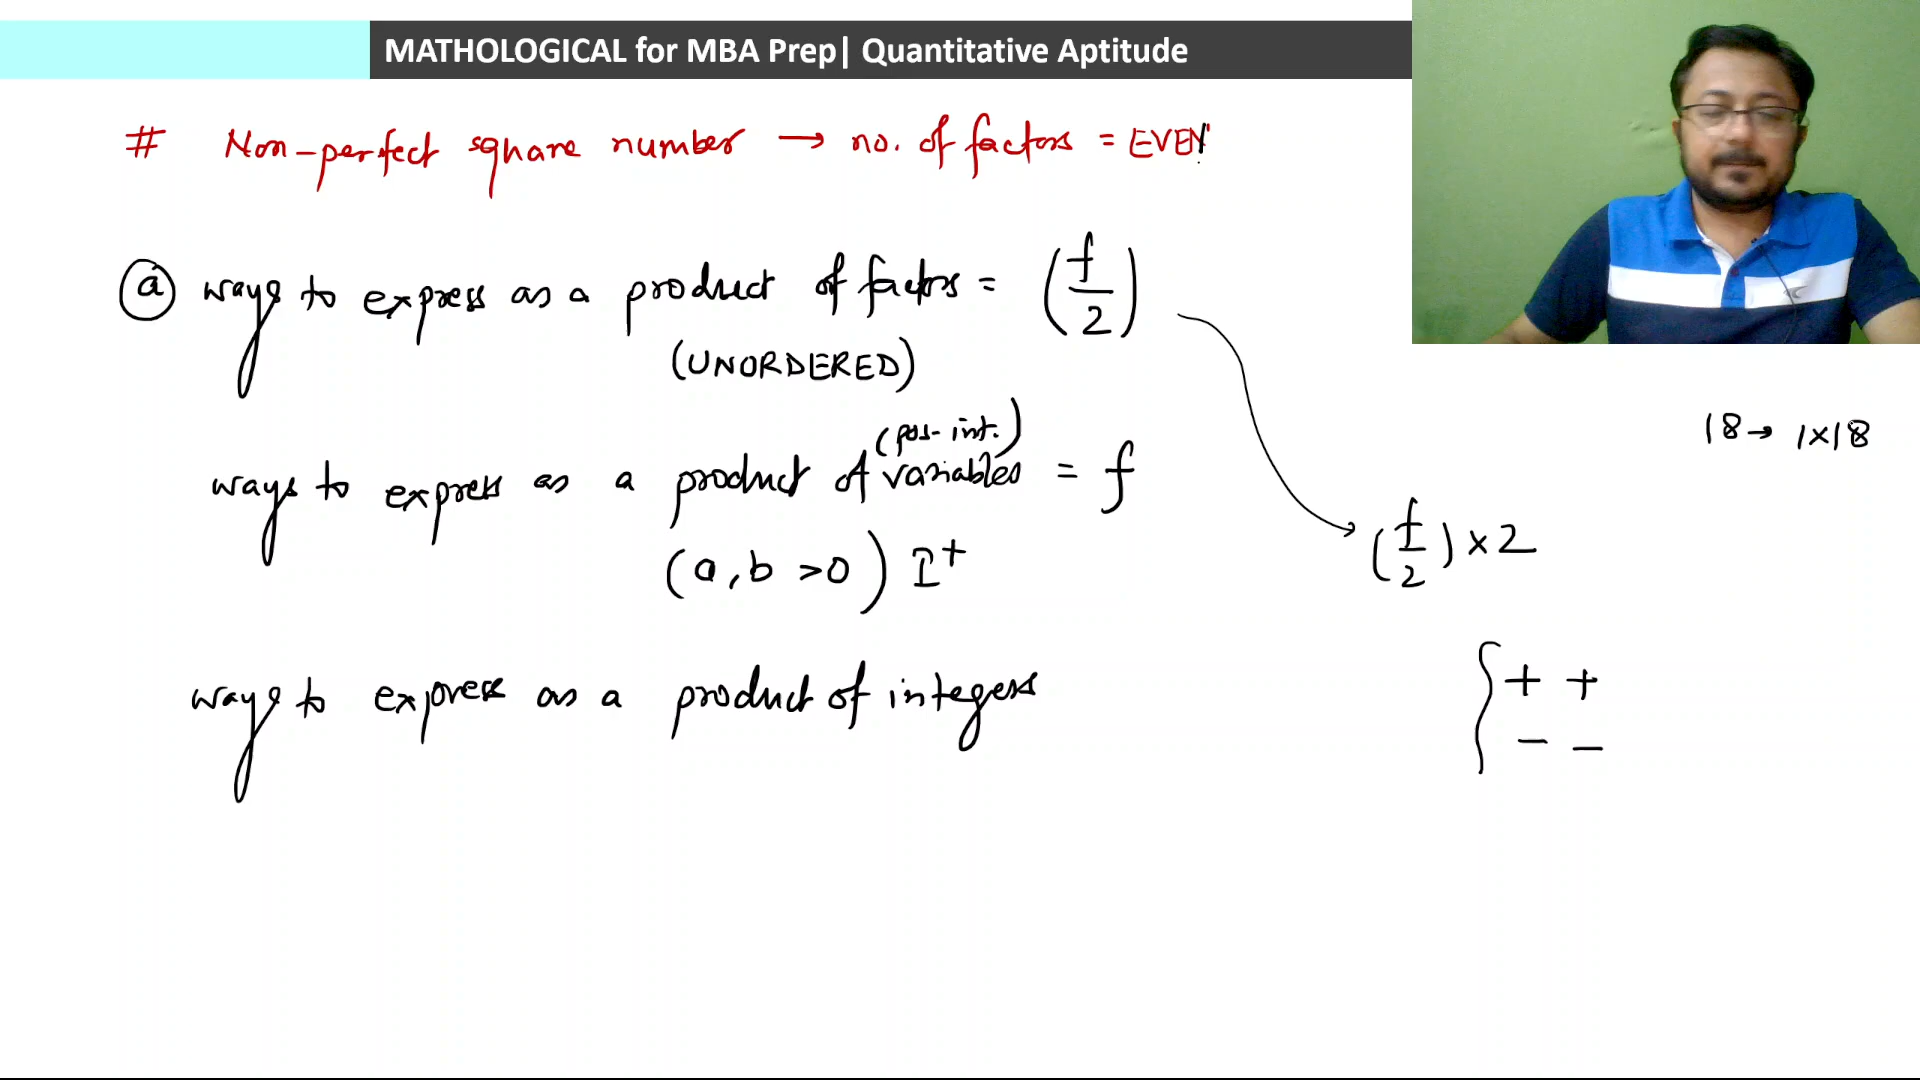 MATHOLOGICAL for MBA Prep| Quantitative Aptitude
# Non-perfect square number → no. of factors = EVEN
(a) ways to express as a product of factors = (f/2)
(UNORDERED)
(pos. int.)
18 → 1×18
ways to express as a product of variables = f
(f/2) × 2
(a, b >0) I+
ways to express as a product of integers
{ + +
− −